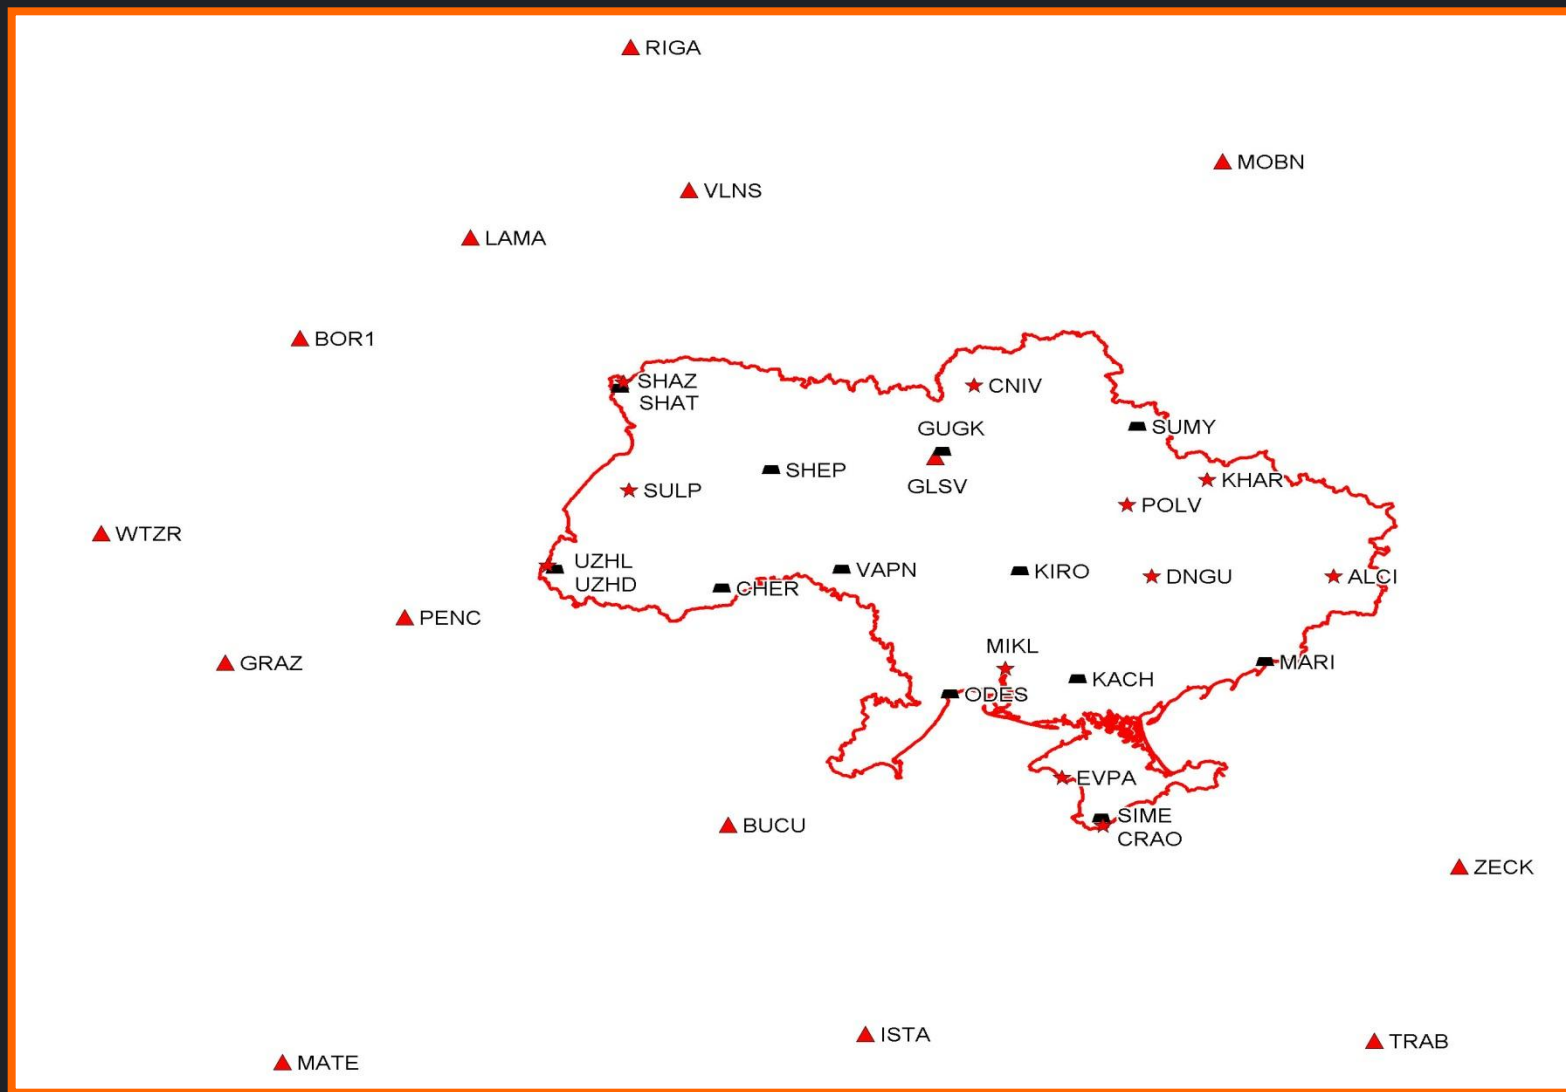 RIGA
MOBN
VLNS
LAMA
BOR1
SHAZ
SHAT
CNIV
GUGK
SUMY
SHEP
GLSV
KHAR
SULP
POLV
WTZR
UZHL
UZHD
VAPN
KIRO
DNGU
ALCI
CHER
PENC
GRAZ
MIKL
MARI
KACH
ODES
EVPA
SIME
BUCU
CRAO
ZECK
ISTA
TRAB
MATE